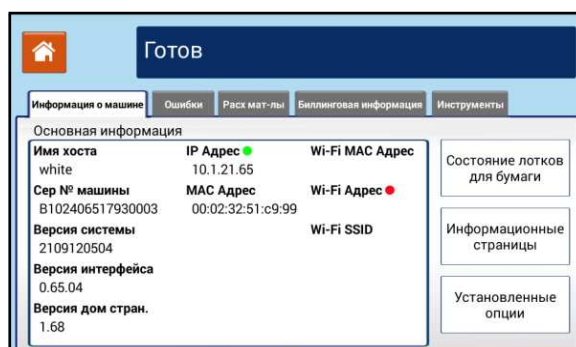 Готов
Информация о машине Ошибки Расх мат-лы Биллинговая информация Инструменты
Основная информация
Имя хоста IP Адрес Wi-Fi MAC Адрес
white 10.1.21.65
Сер № машины MAC Адрес Wi-Fi Адрес
B102406517930003 00:02:32:51:c9:99
Версия системы Wi-Fi SSID
2109120504
Версия интерфейса
0.65.04
Версия дом стран.
1.68
Состояние лотков
для бумаги
Информационные
страницы
Установленные
опции